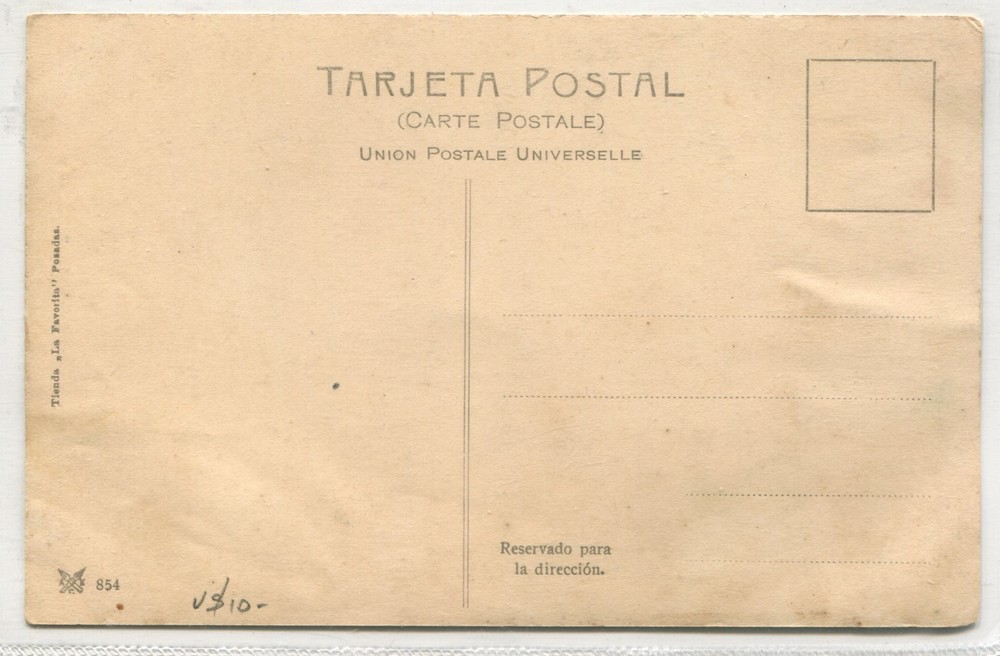 TARJETA POSTAL
(CARTE POSTALE)
UNION POSTALE UNIVERSELLE
Tienda „La Favorita” Posadas.
Reservado para
la dirección.
854
U$10-